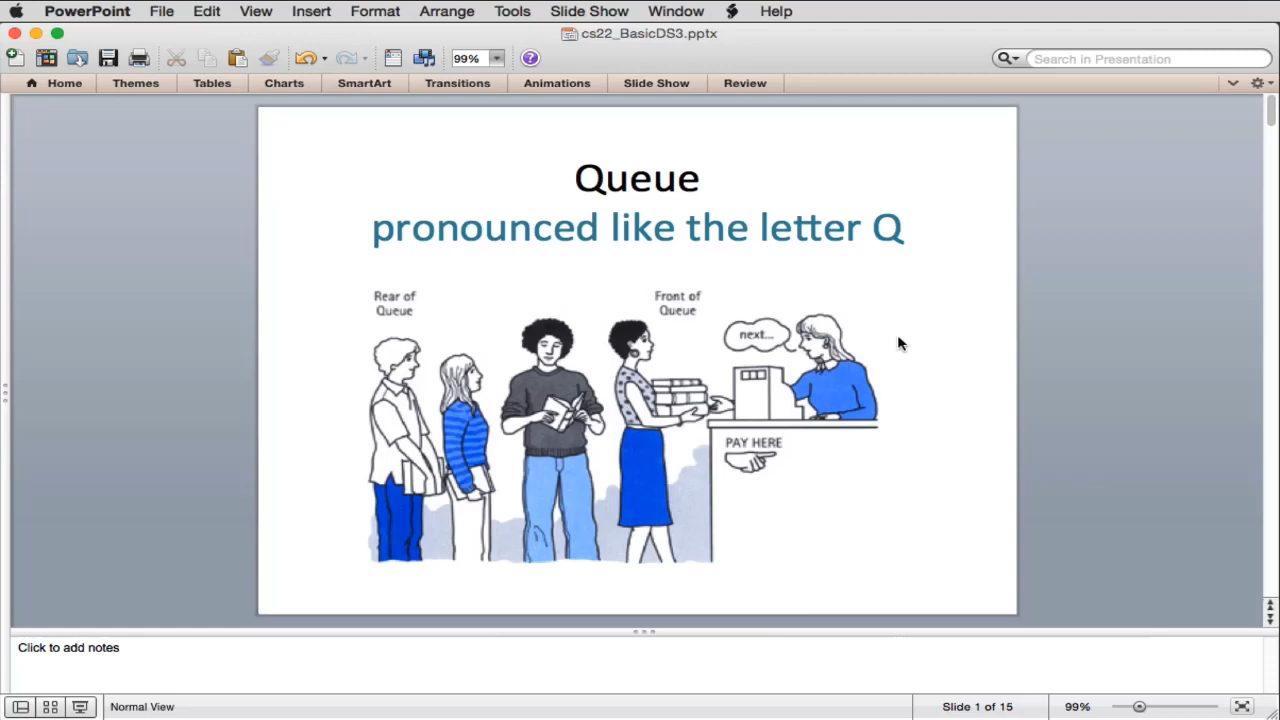 PowerPoint File Edit View Insert Format Arrange Tools Slide Show Window Help
cs22_BasicDS3.pptx
99% Search in Presentation
Home Themes Tables Charts SmartArt Transitions Animations Slide Show Review
Queue
pronounced like the letter Q
Rear of
Queue
Front of
Queue
next...
PAY HERE
Click to add notes
Normal View Slide 1 of 15 99%